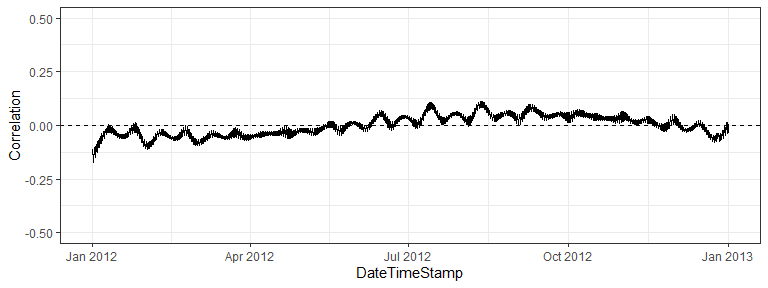 0.50
0.25
0.00
-0.25
-0.50
Correlation
Jan 2012
Apr 2012
Jul 2012
Oct 2012
Jan 2013
DateTimeStamp